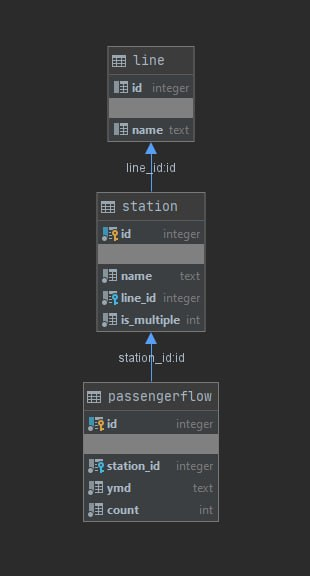 line
id integer
name text
line_id:id
station
id integer
name text
line_id integer
is_multiple int
station_id:id
passengerflow
id integer
station_id integer
ymd text
count int